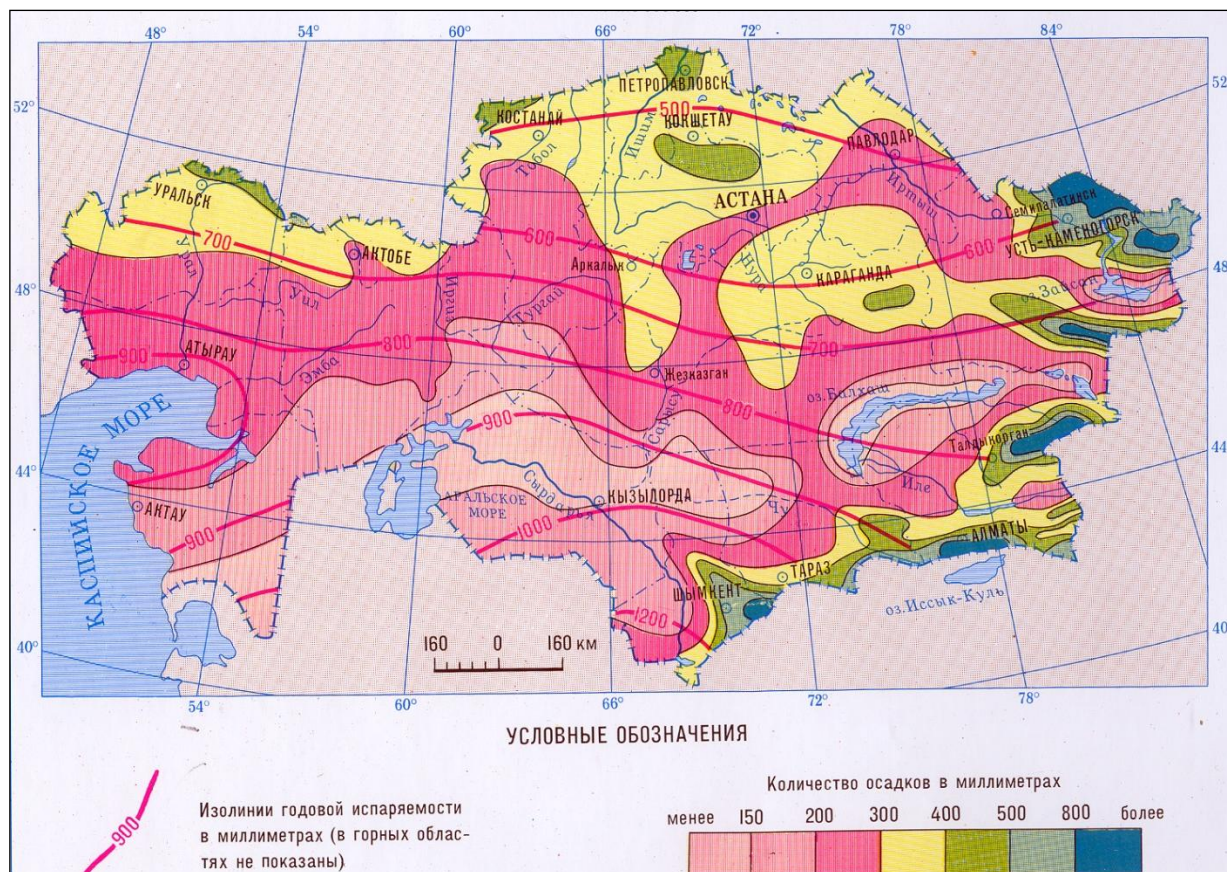 48° 54° 60° 66° 72° 78° 84°
52°
ПЕТРОПАВЛОВСК
52°
500
КОСТАНАЙ
КОКШЕТАУ
Ишим
Тобол
ПАВЛОДАР
УРАЛЬСК
АСТАНА
Иртыш
Семипалатинск
700
600
600
УСТЬ-КАМЕНОГОРСК
АКТОБЕ
Аркалык
Нура
КАРАГАНДА
48°
Урал
Уил
Иргиз
Тургай
оз.Зайсан
48°
700
900
АТЫРАУ
800
Эмба
Жезказган
оз.Балхаш
800
КАСПИЙСКОЕ МОРЕ
900
Сарысу
Талдыкорган
44°
44°
АКТАУ
АРАЛЬСКОЕ
МОРЕ
Сырдарья
КЫЗЫЛОРДА
Чу
Иле
900
1000
АЛМАТЫ
ТАРАЗ
ШЫМКЕНТ
оз.Иссык-Куль
1200
40°
40°
160 0 160 км
54° 60° 66° 72° 78°
УСЛОВНЫЕ ОБОЗНАЧЕНИЯ
900
Изолинии годовой испаряемости
в миллиметрах (в горных облас-
тях не показаны)
Количество осадков в миллиметрах
менее 150 200 300 400 500 800 более